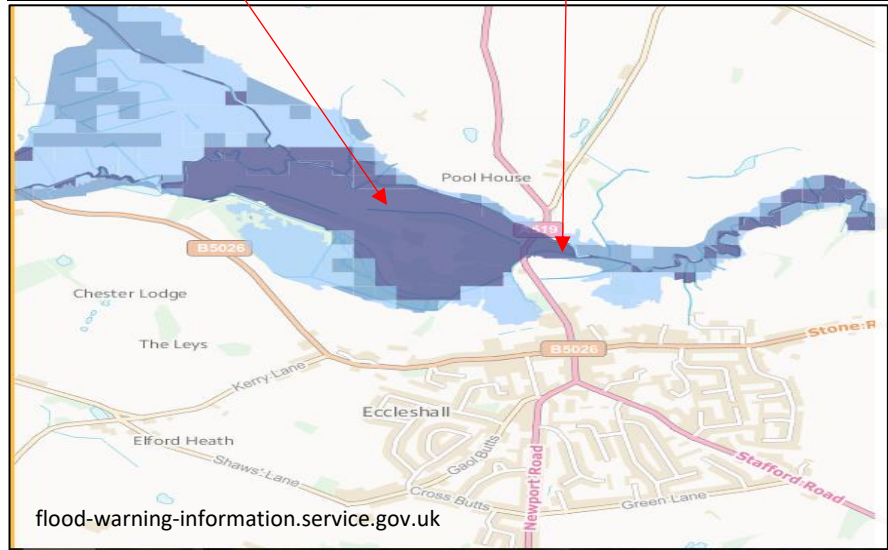 Pool House
A19
B5026
Chester Lodge
Stone R
The Leys
B5026
Kerry Lane
Eccleshall
Gaol Butts
Elford Heath
Shaws' Lane
Stafford Road
Newport Road
Cross Butts
Green Lane
flood-warning-information.service.gov.uk